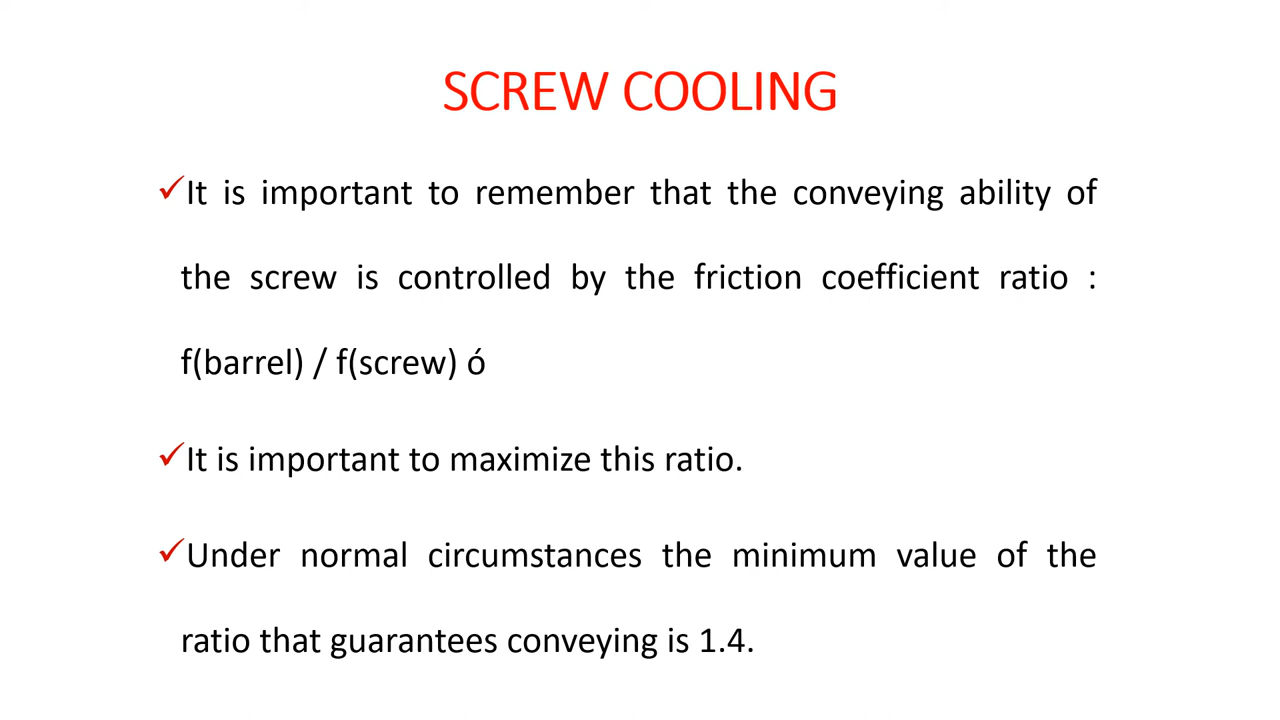 SCREW COOLING
✓It is important to remember that the conveying ability of
the screw is controlled by the friction coefficient ratio :
f(barrel) / f(screw) ó
✓It is important to maximize this ratio.
✓Under normal circumstances the minimum value of the
ratio that guarantees conveying is 1.4.